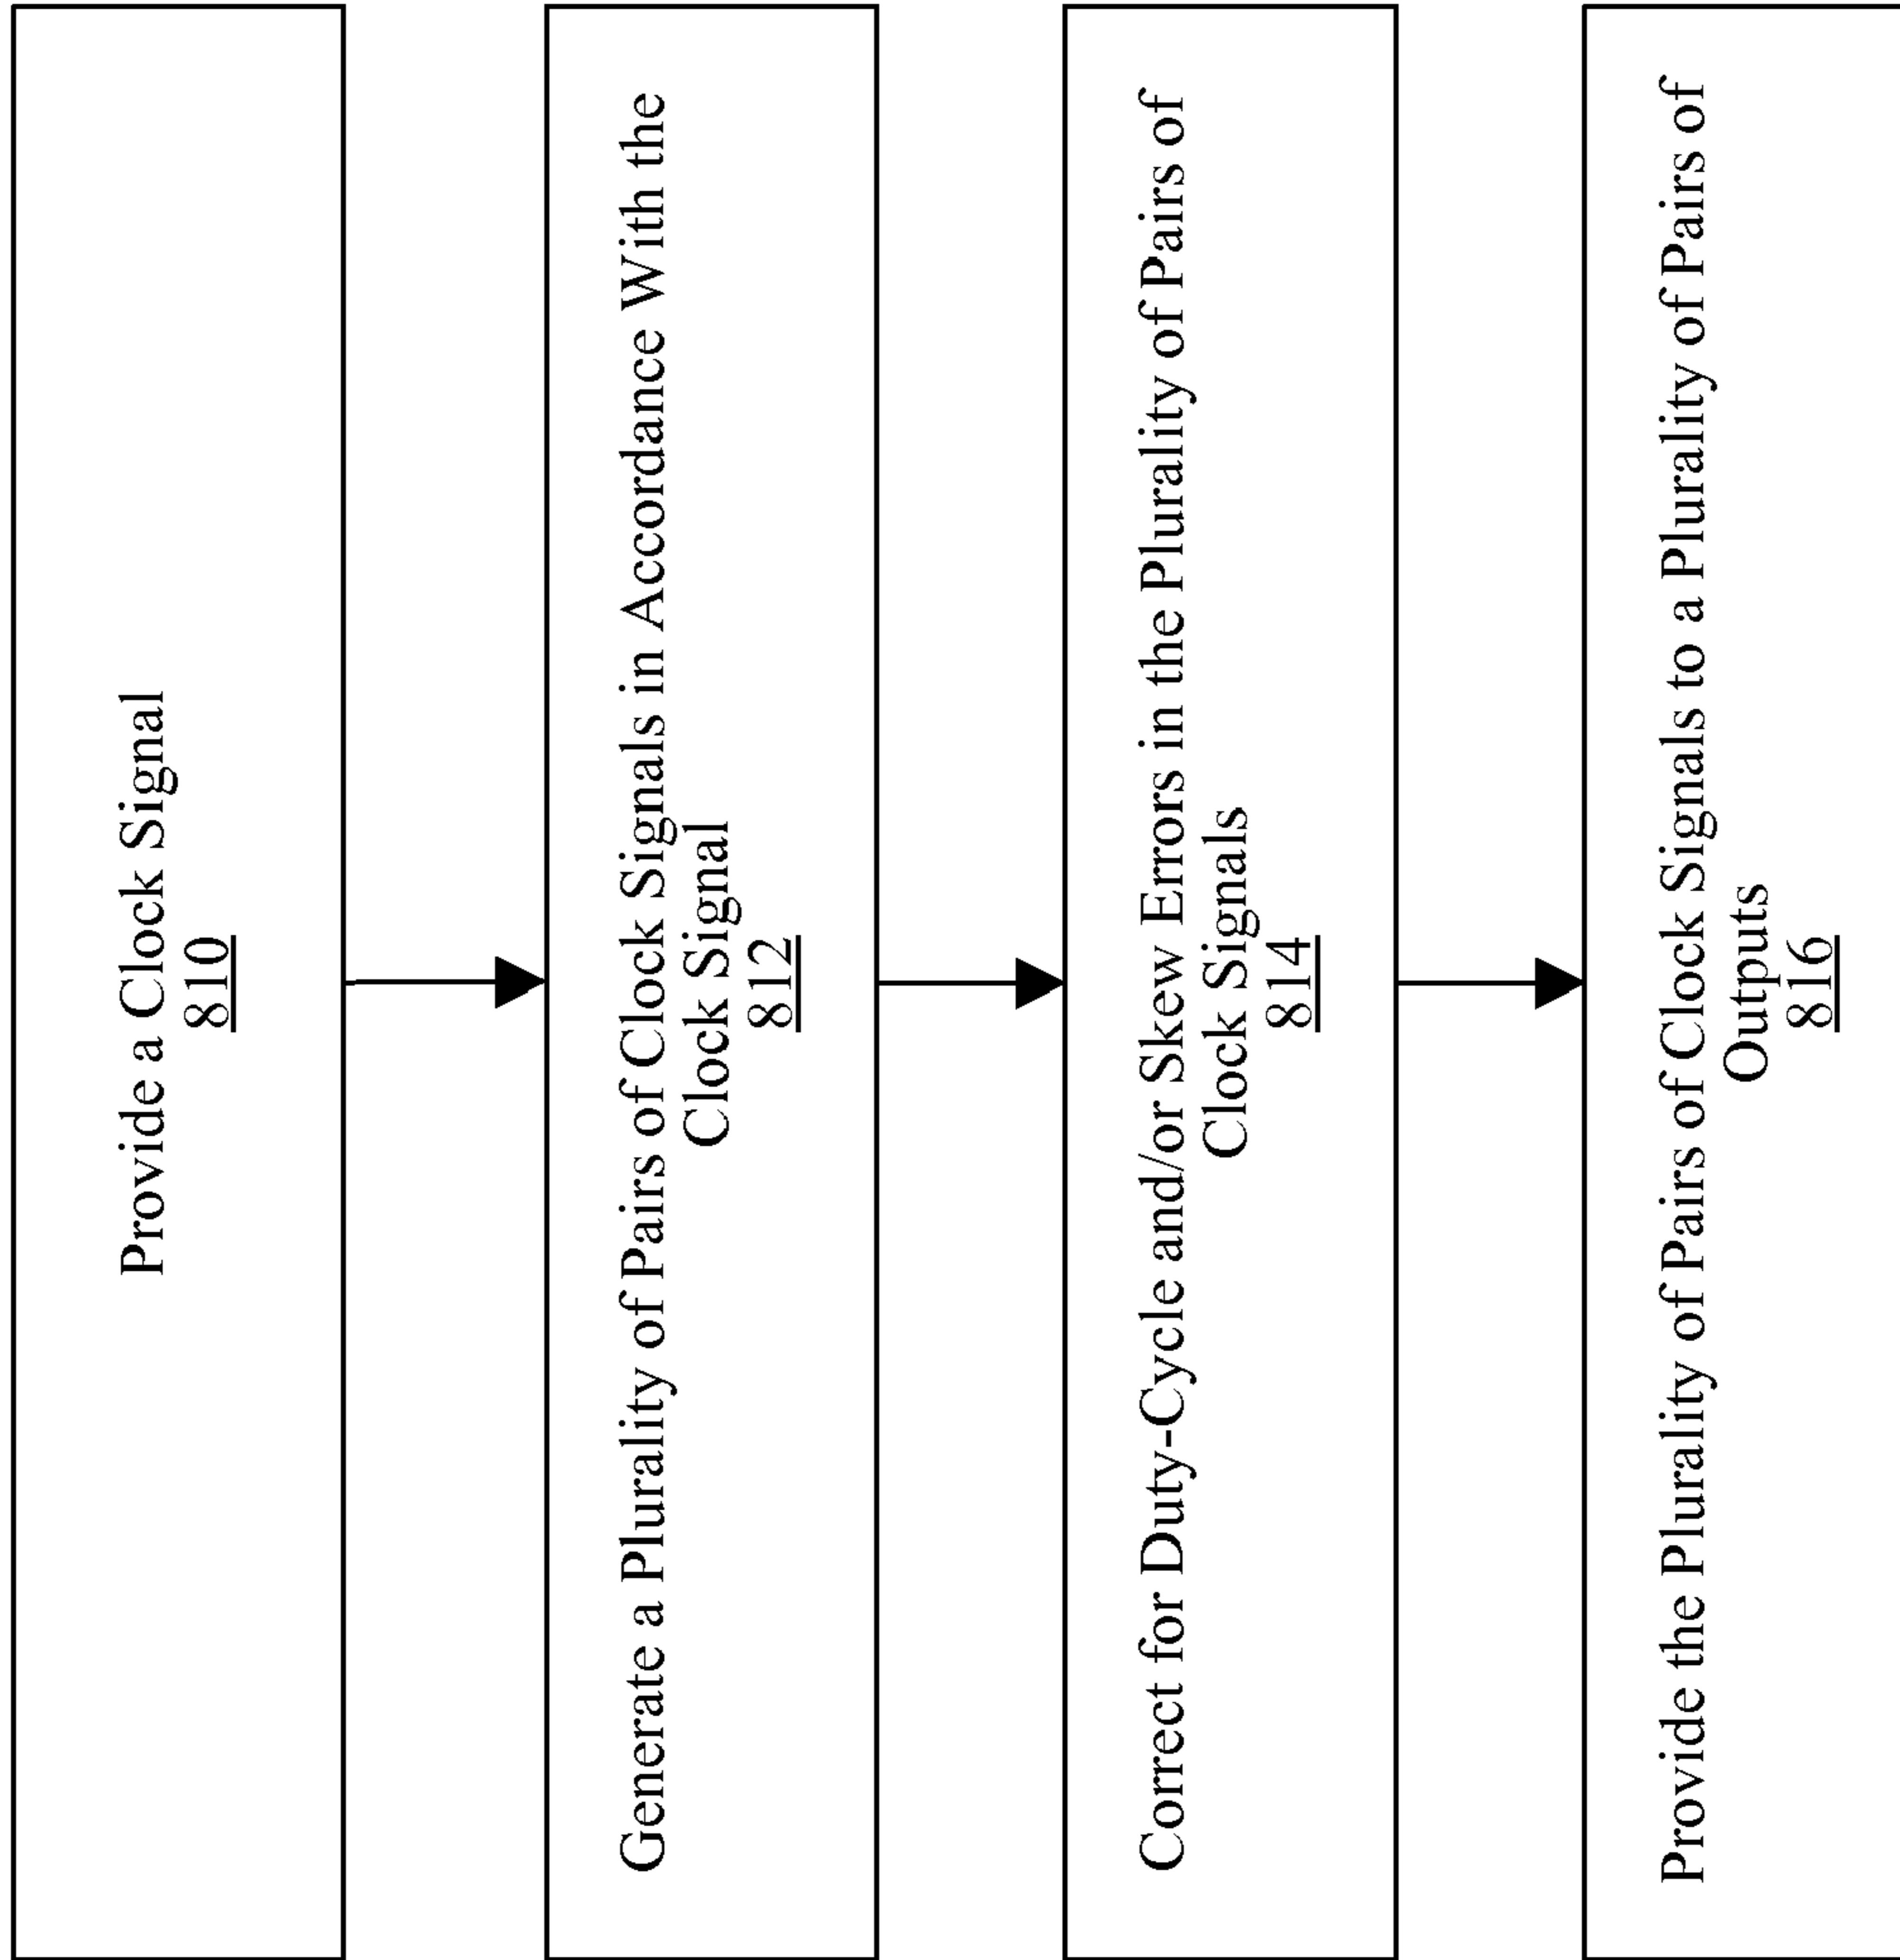 Provide a Clock Signal
810
Generate a Plurality of Pairs of Clock Signals in Accordance With the
Clock Signal
812
Correct for Duty-Cycle and/or Skew Errors in the Plurality of Pairs of
Clock Signals
814
Provide the Plurality of Pairs of Clock Signals to a Plurality of Pairs of
Outputs
816